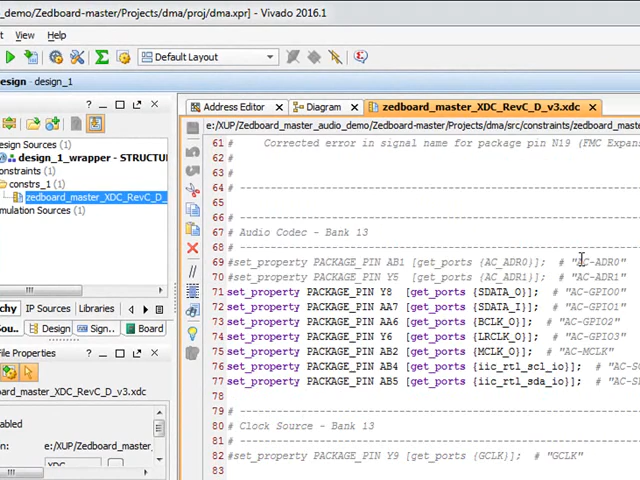 _demo/Zedboard-master/Projects/dma/proj/dma.xpr] - Vivado 2016.1
View Help
Default Layout
esign - design_1
Address Editor
Diagram
zedboard_master_XDC_RevC_D_v3.xdc
e:/XUP/Zedboard_master_audio_demo/Zedboard-master/Projects/dma/src/constraints/zedboard_maste
esign Sources
design_1_wrapper - STRUCTU
onstraints
constrs_1
zedboard_master_XDC_RevC_D_
mulation Sources
chy IP Sources Libraries
Sou.. Design Sign.. Board
ile Properties
dboard_master_XDC_RevC_D_v3.xdc
abled
on: e:/XUP/Zedboard_master_
XDC
61 # Corrected error in signal name for package pin N19 (FMC Expans
62 #
63 #
64 # ----------------------------------------------------------------
65
66 # ----------------------------------------------------------------
67 # Audio Codec - Bank 13
68 # ----------------------------------------------------------------
69 #set_property PACKAGE_PIN AB1 [get_ports {AC_ADR0}]; # "AC-ADR0"
70 #set_property PACKAGE_PIN Y5 [get_ports {AC_ADR1}]; # "AC-ADR1"
71 set_property PACKAGE_PIN Y8 [get_ports {SDATA_O}]; # "AC-GPIO0"
72 set_property PACKAGE_PIN AA7 [get_ports {SDATA_I}]; # "AC-GPIO1"
73 set_property PACKAGE_PIN AA6 [get_ports {BCLK_O}]; # "AC-GPIO2"
74 set_property PACKAGE_PIN Y6 [get_ports {LRCLK_O}]; # "AC-GPIO3"
75 set_property PACKAGE_PIN AB2 [get_ports {MCLK_O}]; # "AC-MCLK"
76 set_property PACKAGE_PIN AB4 [get_ports {iic_rtl_scl_io}]; # "AC-SC
77 set_property PACKAGE_PIN AB5 [get_ports {iic_rtl_sda_io}]; # "AC-SD
78
79 # ----------------------------------------------------------------
80 # Clock Source - Bank 13
81 # ----------------------------------------------------------------
82 #set_property PACKAGE_PIN Y9 [get_ports {GCLK}]; # "GCLK"
83